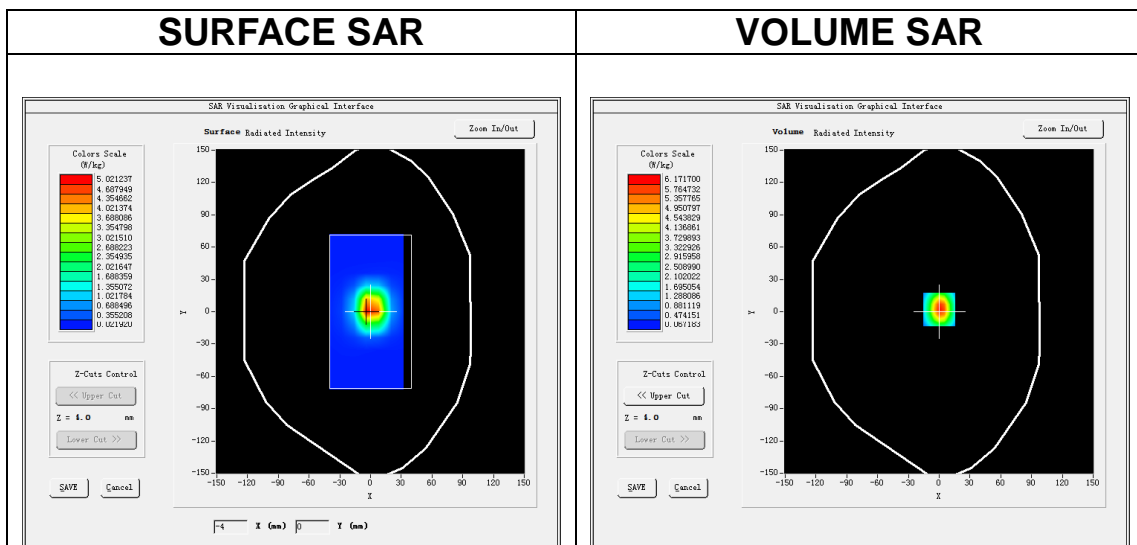 SURFACE SAR
VOLUME SAR
SAR Visualisation Graphical Interface
Surface Radiated Intensity
Zoom In/Out
Colors Scale
(W/kg)
5.021237
4.687949
4.354662
4.021374
3.688086
3.354798
3.021510
2.688223
2.354935
2.021647
1.688359
1.355072
1.021784
0.688496
0.355208
0.021920
150
120
90
60
30
0
-30
-60
-90
-120
-150
Y
-150 -120 -90 -60 -30 0 30 60 90 120 150
X
Z-Cuts Control
<< Upper Cut
Z = 4.0 mm
Lower Cut >>
SAVE Cancel
-4 X (mm) 0 Y (mm)
SAR Visualisation Graphical Interface
Volume Radiated Intensity
Zoom In/Out
Colors Scale
(W/kg)
6.171700
5.764732
5.357765
4.950797
4.543829
4.136861
3.729893
3.322926
2.915958
2.508990
2.102022
1.695054
1.288086
0.881119
0.474151
0.067183
150
120
90
60
30
0
-30
-60
-90
-120
-150
Y
-150 -120 -90 -60 -30 0 30 60 90 120 150
X
Z-Cuts Control
<< Upper Cut
Z = 4.0 mm
Lower Cut >>
SAVE Cancel